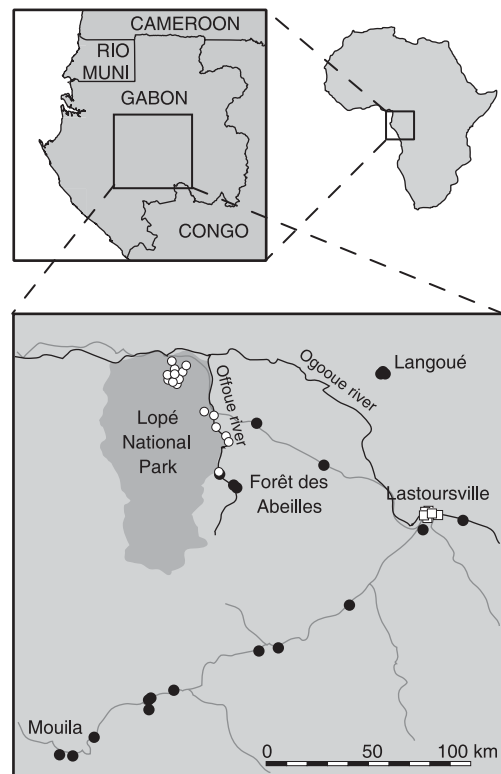 CAMEROON
RIO
MUNI
GABON
CONGO
Ogooue river
Langoué
Offoue river
Lopé
National
Park
Forêt des
Abeilles
Lastoursville
Mouila
0 50 100 km